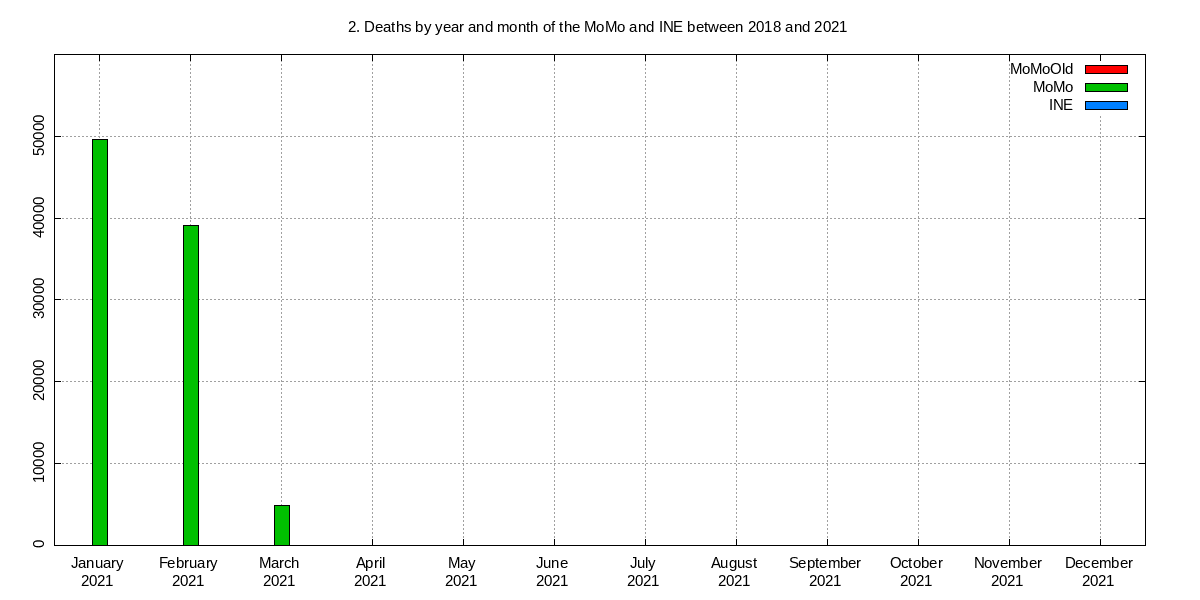 2. Deaths by year and month of the MoMo and INE between 2018 and 2021
MoMoOld
MoMo
INE
50000
40000
30000
20000
10000
0
January February March April May June July August September October November December
2021 2021 2021 2021 2021 2021 2021 2021 2021 2021 2021 2021